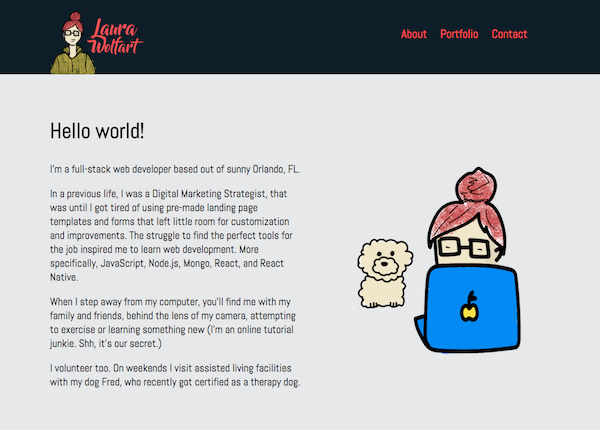 Laura
Wolfart
About Portfolio Contact
Hello world!
I'm a full-stack web developer based out of sunny Orlando, FL.
In a previous life, I was a Digital Marketing Strategist, that
was until I got tired of using pre-made landing page
templates and forms that left little room for customization
and improvements. The struggle to find the perfect tools for
the job inspired me to learn web development. More
specifically, JavaScript, Node.js, Mongo, React, and React
Native.
When I step away from my computer, you'll find me with my
family and friends, behind the lens of my camera, attempting
to exercise or learning something new (I'm an online tutorial
junkie. Shh, it's our secret.)
I volunteer too. On weekends I visit assisted living facilities
with my dog Fred, who recently got certified as a therapy dog.